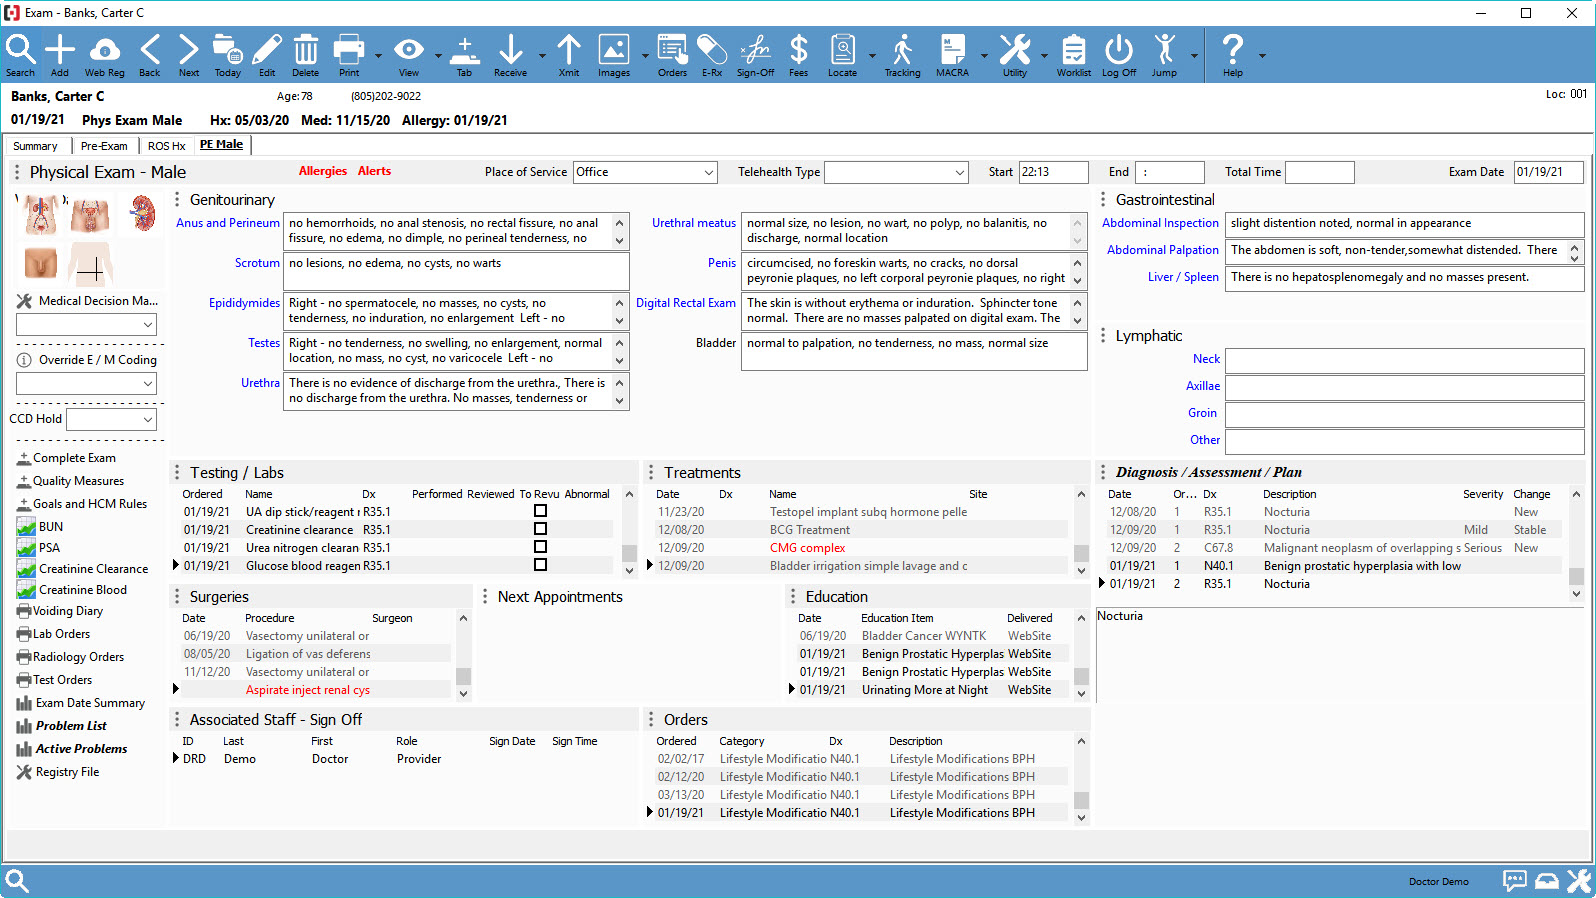 Exam - Banks, Carter C
Search Add Web Reg Back Next Today Edit Delete Print View Tab Receive Xmit Images Orders E-Rx Sign-Off Fees Locate Tracking MACRA Utility Worklist Log Off Jump Help
Banks, Carter C Age: 78 (805)202-9022 Loc: 001
01/19/21 Phys Exam Male Hx: 05/03/20 Med: 11/15/20 Allergy: 01/19/21
Summary Pre-Exam ROS Hx PE Male
Physical Exam - Male Allergies Alerts Place of Service Office Telehealth Type Start 22:13 End : Total Time Exam Date 01/19/21
Medical Decision Ma...
Override E / M Coding
CCD Hold
Complete Exam
Quality Measures
Goals and HCM Rules
BUN
PSA
Creatinine Clearance
Creatinine Blood
Voiding Diary
Lab Orders
Radiology Orders
Test Orders
Exam Date Summary
Problem List
Active Problems
Registry File
Genitourinary
Anus and Perineum no hemorrhoids, no anal stenosis, no rectal fissure, no anal
fissure, no edema, no dimple, no perineal tenderness, no
Scrotum no lesions, no edema, no cysts, no warts
Epididymides Right - no spermatocele, no masses, no cysts, no
tenderness, no induration, no enlargement Left - no
Testes Right - no tenderness, no swelling, no enlargement, normal
location, no mass, no cyst, no varicocele Left - no
Urethra There is no evidence of discharge from the urethra., There is
no discharge from the urethra. No masses, tenderness or
Urethral meatus normal size, no lesion, no wart, no polyp, no balanitis, no
discharge, normal location
Penis circumcised, no foreskin warts, no cracks, no dorsal
peyronie plaques, no left corporal peyronie plaques, no right
Digital Rectal Exam The skin is without erythema or induration. Sphincter tone
normal. There are no masses palpated on digital exam. The
Bladder normal to palpation, no tenderness, no mass, normal size
Gastrointestinal
Abdominal Inspection slight distention noted, normal in appearance
Abdominal Palpation The abdomen is soft, non-tender,somewhat distended. There
Liver / Spleen There is no hepatosplenomegaly and no masses present.
Lymphatic
Neck
Axillae
Groin
Other
Testing / Labs
Ordered Name Dx Performed Reviewed To Revu Abnormal
01/19/21 UA dip stick/reagent r R35.1
01/19/21 Creatinine clearance R35.1
01/19/21 Urea nitrogen clearan R35.1
01/19/21 Glucose blood reagen R35.1
Treatments
Date Dx Name Site
11/23/20 Testopel implant subq hormone pelle
12/08/20 BCG Treatment
12/09/20 CMG complex
12/09/20 Bladder irrigation simple lavage and c
Diagnosis / Assessment / Plan
Date Or... Dx Description Severity Change
12/08/20 1 R35.1 Nocturia New
12/09/20 1 R35.1 Nocturia Mild Stable
12/09/20 2 C67.8 Malignant neoplasm of overlapping s Serious New
01/19/21 1 N40.1 Benign prostatic hyperplasia with low
01/19/21 2 R35.1 Nocturia
Nocturia
Surgeries
Date Procedure Surgeon
06/19/20 Vasectomy unilateral or
08/05/20 Ligation of vas deferens
11/12/20 Vasectomy unilateral or
Aspirate inject renal cys
Next Appointments
Education
Date Education Item Delivered
06/19/20 Bladder Cancer WYNTK WebSite
01/19/21 Benign Prostatic Hyperplas WebSite
01/19/21 Benign Prostatic Hyperplas WebSite
01/19/21 Urinating More at Night WebSite
Associated Staff - Sign Off
ID Last First Role Sign Date Sign Time
DRD Demo Doctor Provider
Orders
Ordered Category Dx Description
02/02/17 Lifestyle Modificatio N40.1 Lifestyle Modifications BPH
02/12/20 Lifestyle Modificatio N40.1 Lifestyle Modifications BPH
03/13/20 Lifestyle Modificatio N40.1 Lifestyle Modifications BPH
01/19/21 Lifestyle Modificatio N40.1 Lifestyle Modifications BPH
Doctor Demo